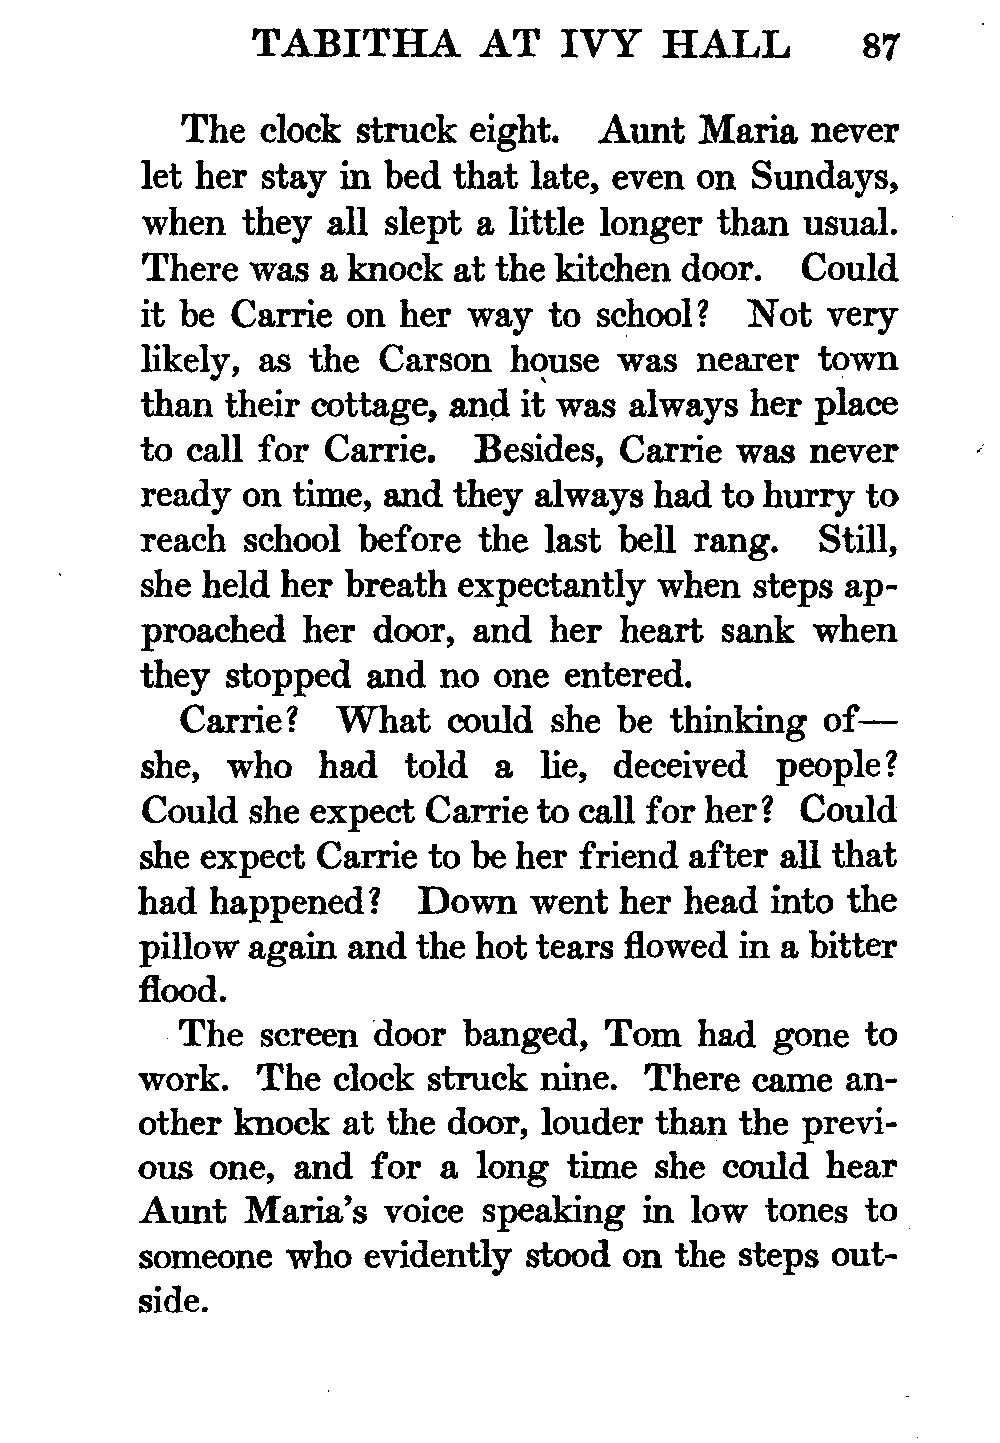 TABITHA AT IVY HALL 87
The clock struck eight. Aunt Maria never
let her stay in bed that late, even on Sundays,
when they all slept a little longer than usual.
There was a knock at the kitchen door. Could
it be Carrie on her way to school? Not very
likely, as the Carson house was nearer town
than their cottage, and it was always her place
to call for Carrie. Besides, Carrie was never
ready on time, and they always had to hurry to
reach school before the last bell rang. Still,
she held her breath expectantly when steps ap-
proached her door, and her heart sank when
they stopped and no one entered.
Carrie? What could she be thinking of—
she, who had told a lie, deceived people?
Could she expect Carrie to call for her? Could
she expect Carrie to be her friend after all that
had happened? Down went her head into the
pillow again and the hot tears flowed in a bitter
flood.
The screen door banged, Tom had gone to
work. The clock struck nine. There came an-
other knock at the door, louder than the previ-
ous one, and for a long time she could hear
Aunt Maria's voice speaking in low tones to
someone who evidently stood on the steps out-
side.